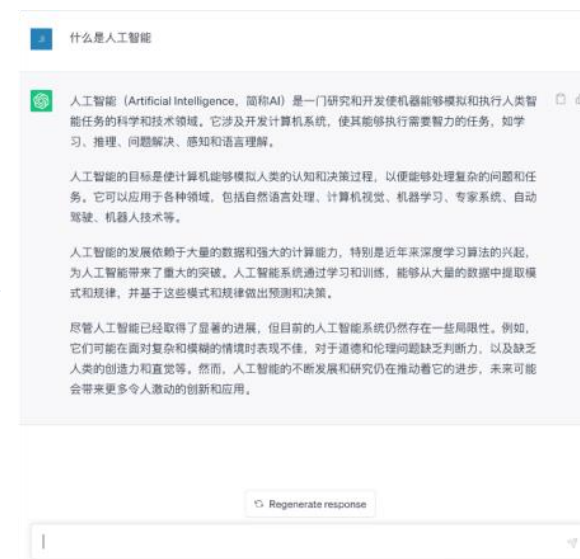 什么是人工智能
人工智能（Artificial Intelligence，简称AI）是一门研究和开发使机器能够模拟和执行人类智
能任务的科学和技术领域。它涉及开发计算机系统，使其能够执行需要智力的任务，如学
习、推理、问题解决、感知和语言理解。
人工智能的目标是使计算机能够模拟人类的认知和决策过程，以便能够处理复杂的问题和任
务。它可以应用于各种领域，包括自然语言处理、计算机视觉、机器学习、专家系统、自动
驾驶、机器人技术等。
人工智能的发展依赖于大量的数据和强大的计算能力，特别是近年来深度学习算法的兴起，
为人工智能带来了重大的突破。人工智能系统通过学习和训练，能够从大量的数据中提取模
式和规律，并基于这些模式和规律做出预测和决策。
尽管人工智能已经取得了显著的进展，但目前的人工智能系统仍然存在一些局限性。例如，
它们可能在面对复杂和模糊的情境时表现不佳，对于道德和伦理问题缺乏判断力，以及缺乏
人类的创造力和直觉等。然而，人工智能的不断发展和研究仍在推动着它的进步，未来可能
会带来更多令人激动的创新和应用。
Regenerate response